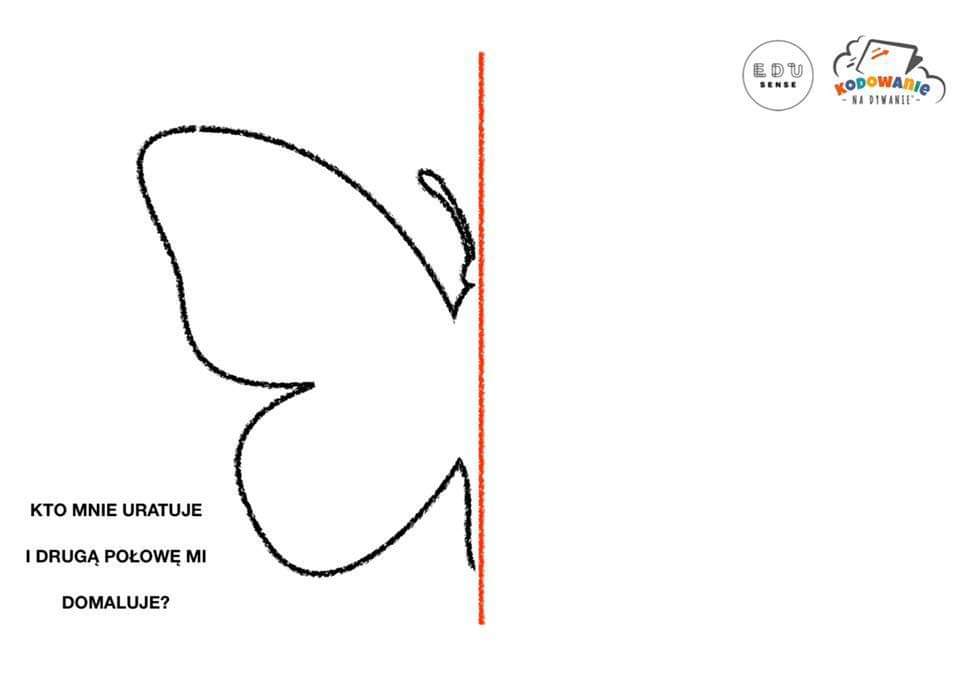 EDU
SENSE
KODOWANIE
- NA DYWANIE -
KTO MNIE URATUJE
I DRUGĄ POŁOWĘ MI
DOMALUJE?